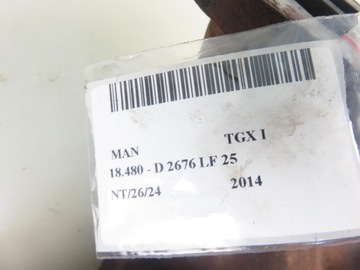 MAN TGX I
18.480 - D 2676 LF 25
NT/26/24 2014